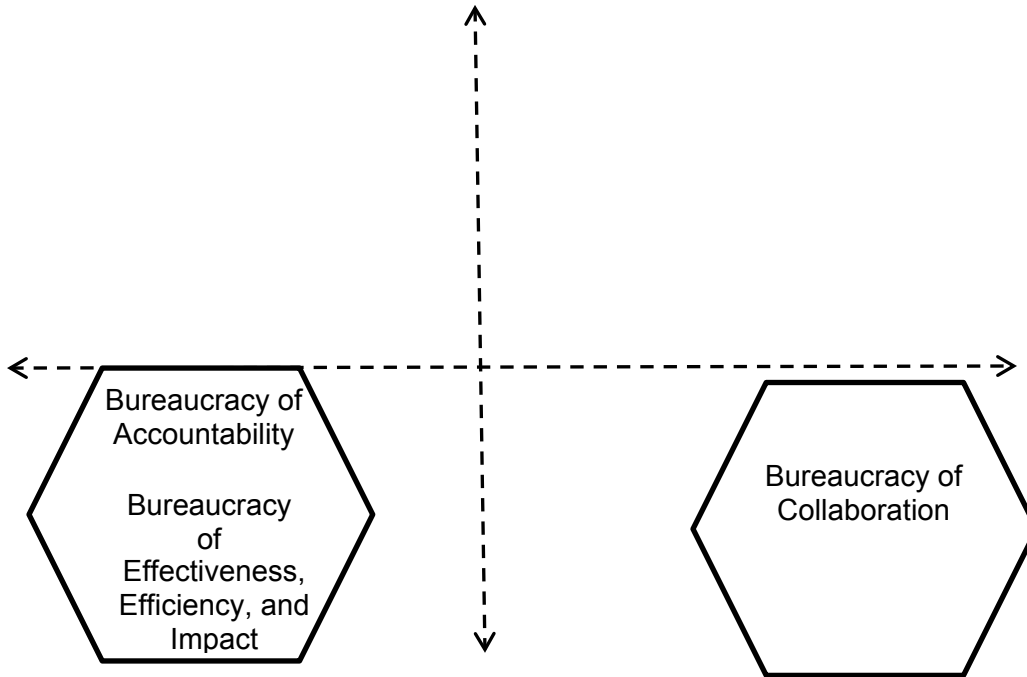 Bureaucracy of
Accountability
Bureaucracy
of
Effectiveness,
Efficiency, and
Impact
Bureaucracy of
Collaboration